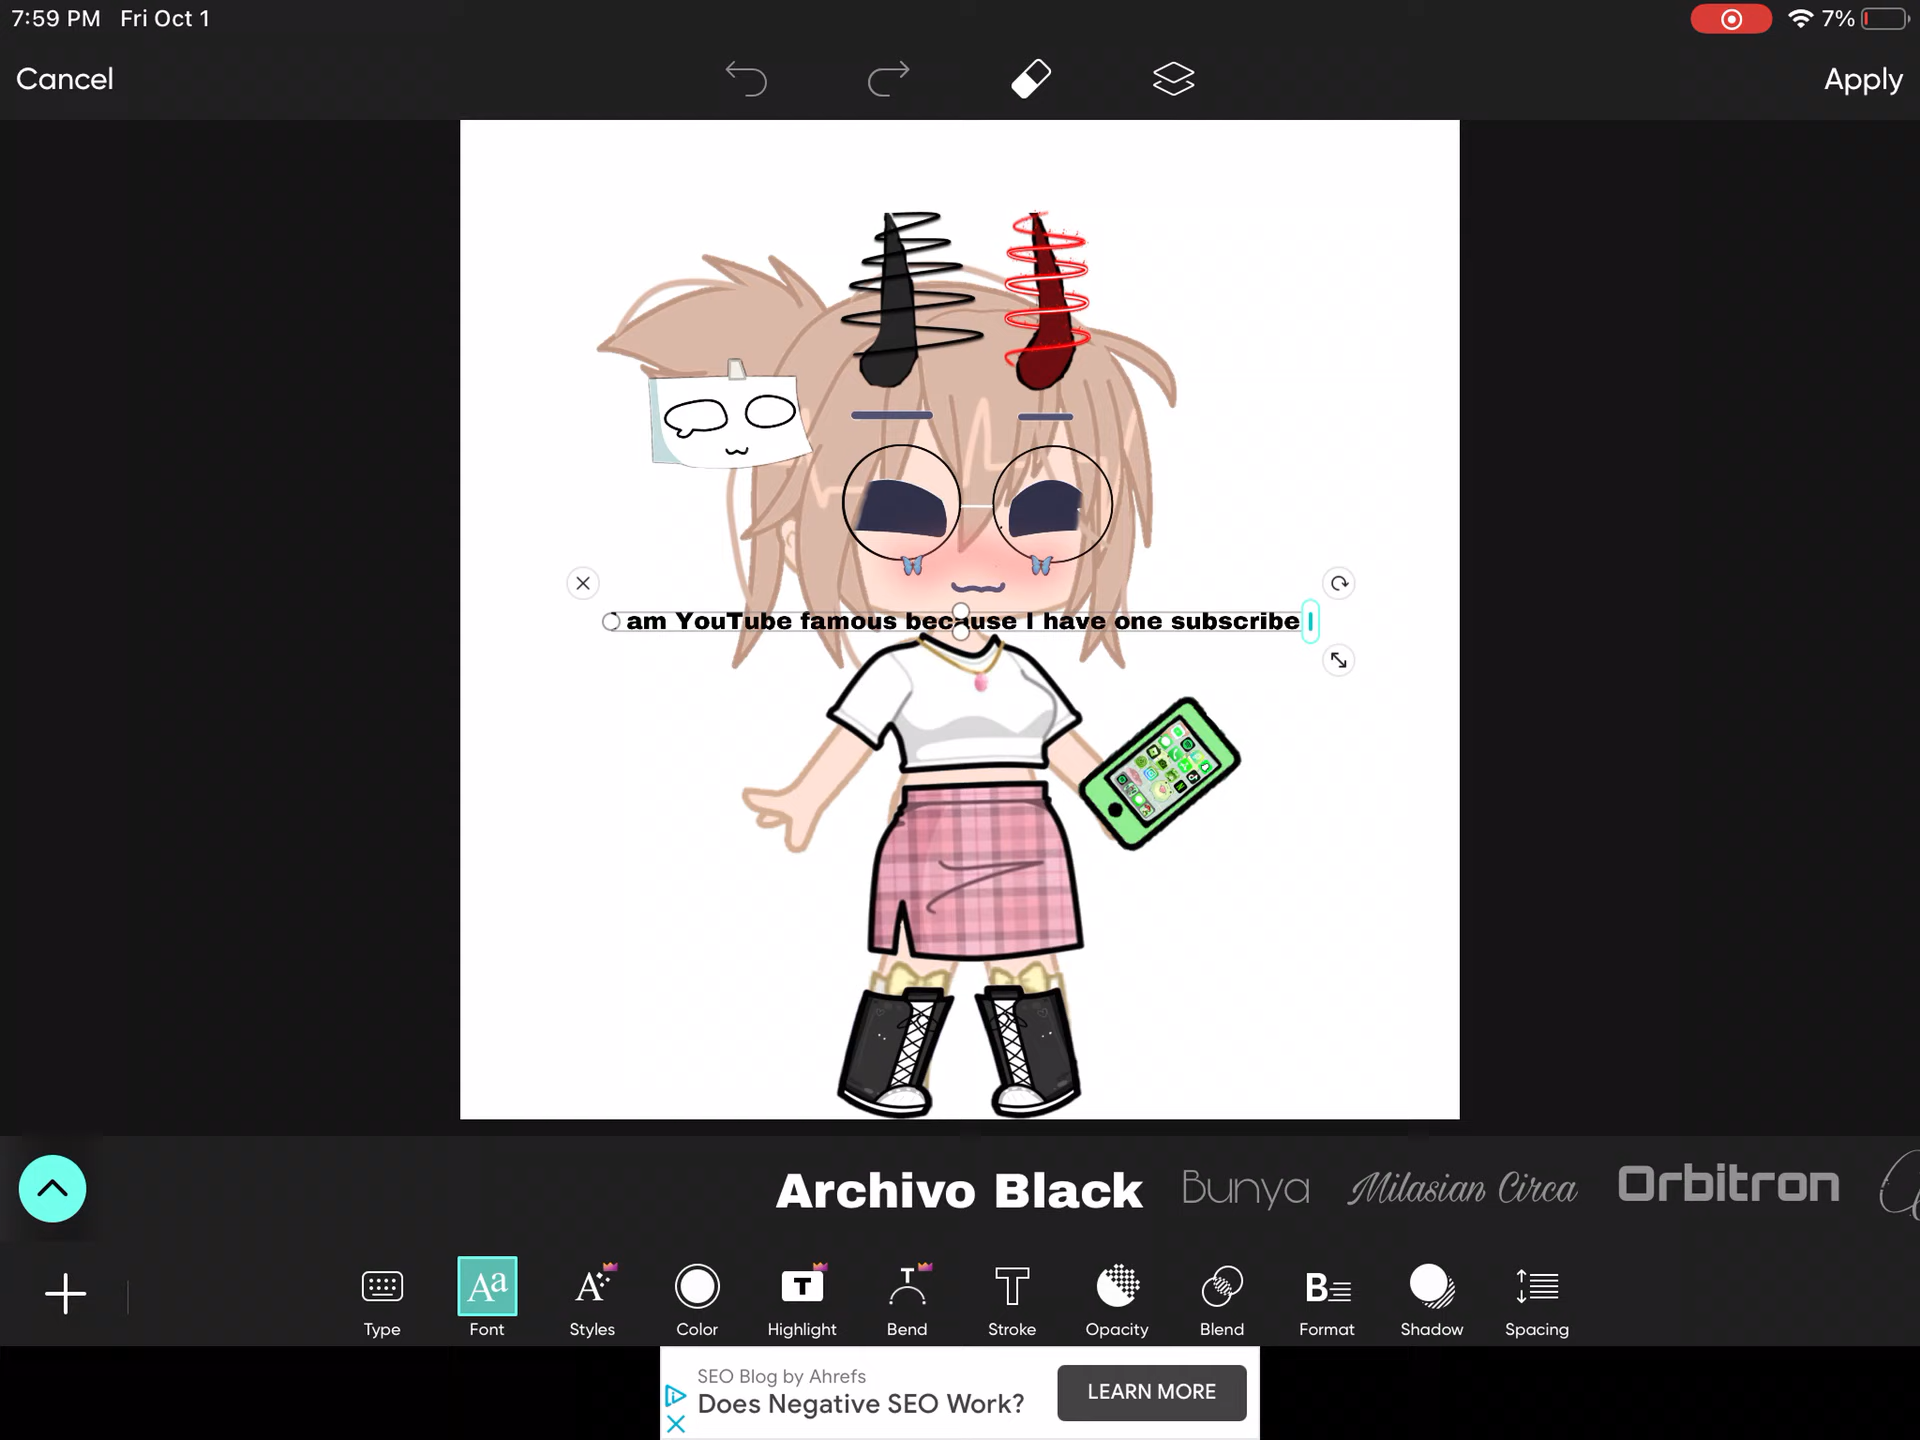 7:59 PM Fri Oct 1
7%
Cancel
Apply
am YouTube famous because I have one subscribe
Archivo Black
Bunya
Milasian Circa
Orbitron
Type
Font
Styles
Color
Highlight
Bend
Stroke
Opacity
Blend
Format
Shadow
Spacing
SEO Blog by Ahrefs
Does Negative SEO Work?
LEARN MORE